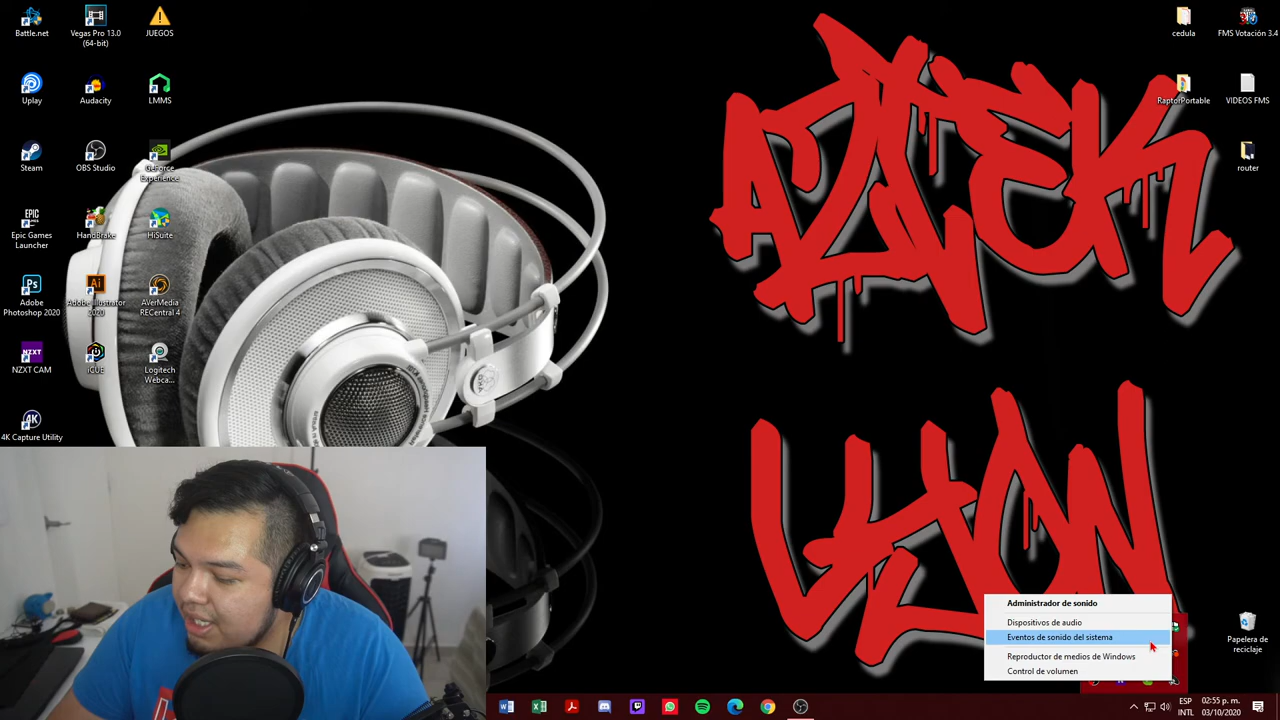 Battle.net
Vegas Pro 13.0 (64-bit)
JUEGOS
cedula
FMS Votación 3.4
Uplay
Audacity
LMMS
RaptorPortable
VIDEOS FMS
Steam
OBS Studio
GeForce Experience
router
Epic Games Launcher
HandBrake
HiSuite
Adobe Photoshop 2020
Adobe Illustrator 2020
AVerMedia RECentral 4
NZXT CAM
iCUE
Logitech Webca...
4K Capture Utility
Papelera de reciclaje
AZTEK
Administrador de sonido
Dispositivos de audio
Eventos de sonido del sistema
Reproductor de medios de Windows
Control de volumen
ESP
INTL
02:55 p. m.
03/10/2020